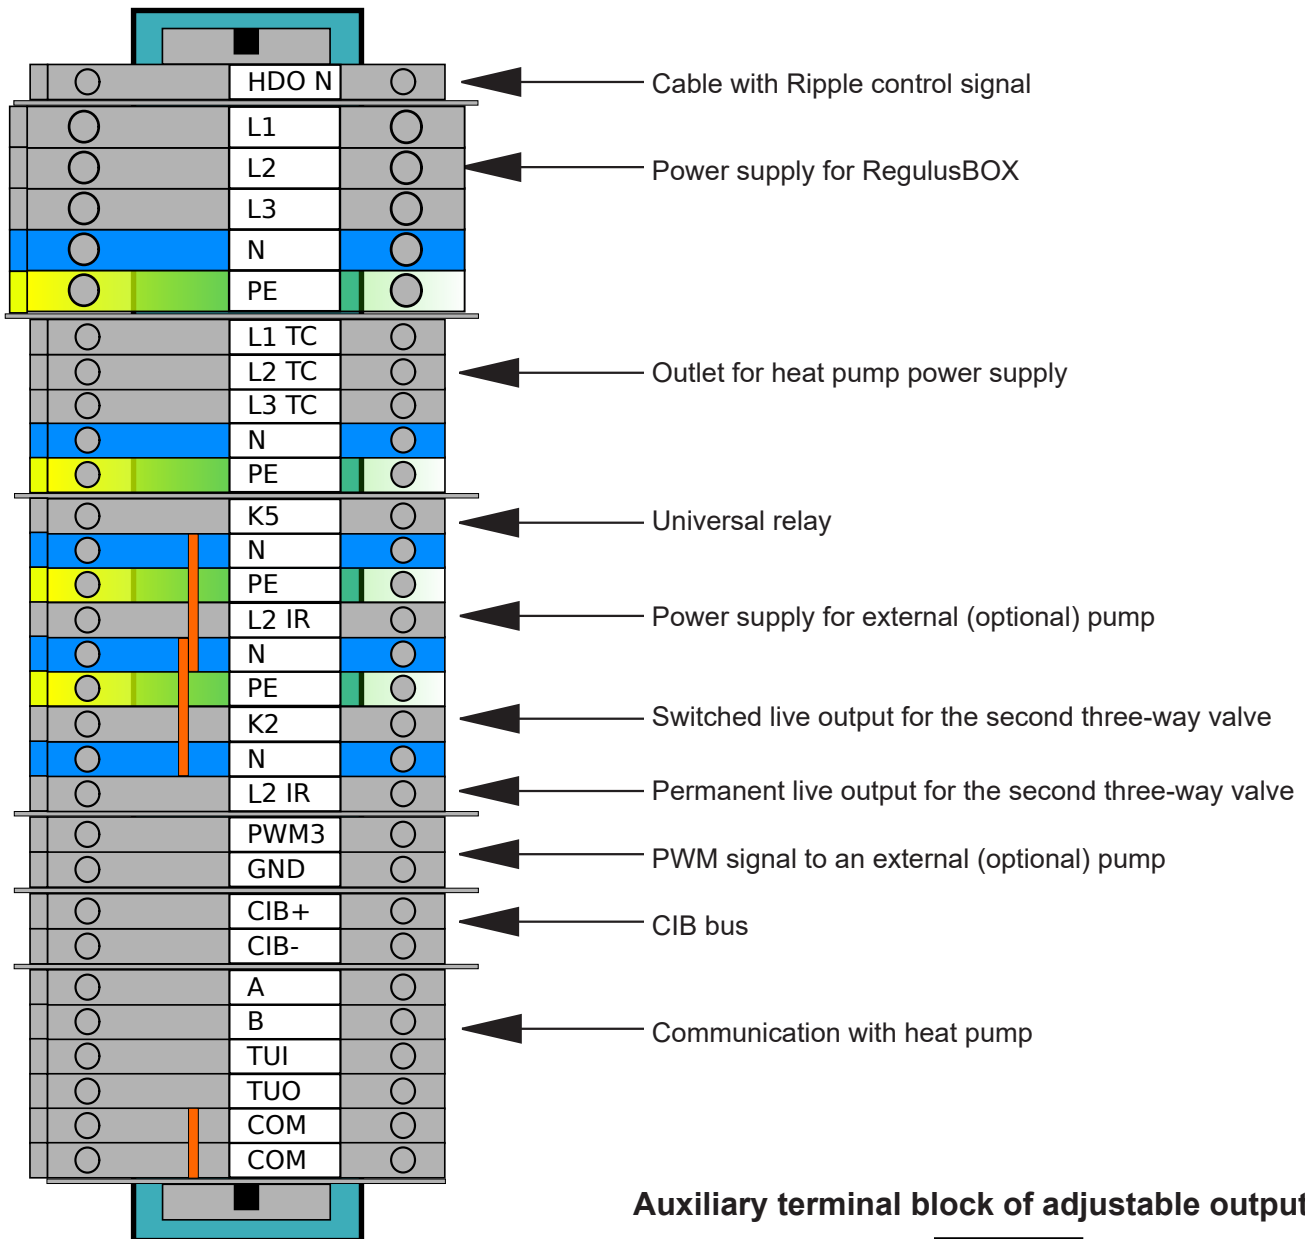 HDO N Cable with Ripple control signal
L1
L2 Power supply for RegulusBOX
L3
N
PE
L1 TC
L2 TC Outlet for heat pump power supply
L3 TC
N
PE
K5 Universal relay
N
PE
L2 IR Power supply for external (optional) pump
N
PE
K2 Switched live output for the second three-way valve
N
L2 IR Permanent live output for the second three-way valve
PWM3
GND PWM signal to an external (optional) pump
CIB+
CIB- CIB bus
A
B Communication with heat pump
TUI
TUO
COM
COM
Auxiliary terminal block of adjustable output